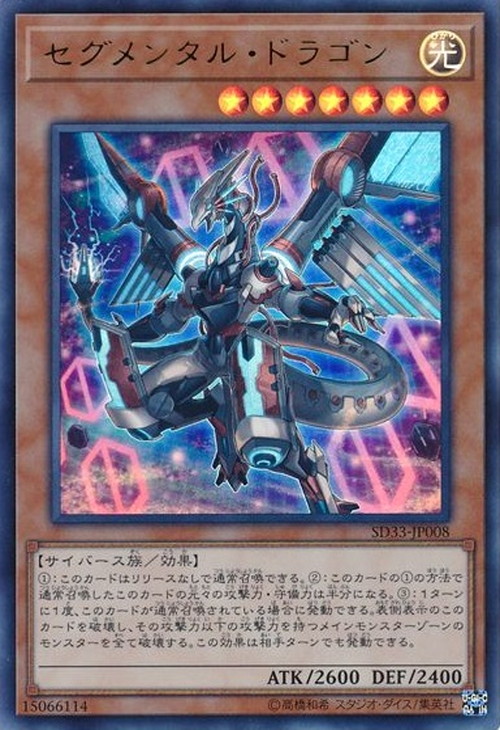 セグメンタル・ドラゴン
光
SD33-JP008
【サイバース族／効果】
①：このカードはリリースなしで通常召喚できる。②：このカードの①の方法で
通常召喚したこのカードの元々の攻撃力・守備力は半分になる。③：1ターン
に1度、このカードが通常召喚されている場合に発動できる。表側表示のこの
カードを破壊し、その攻撃力以下の攻撃力を持つメインモンスターゾーンの
モンスターを全て破壊する。この効果は相手ターンでも発動できる。
ATK/2600 DEF/2400
15066114
©高橋和希 スタジオ・ダイス/集英社